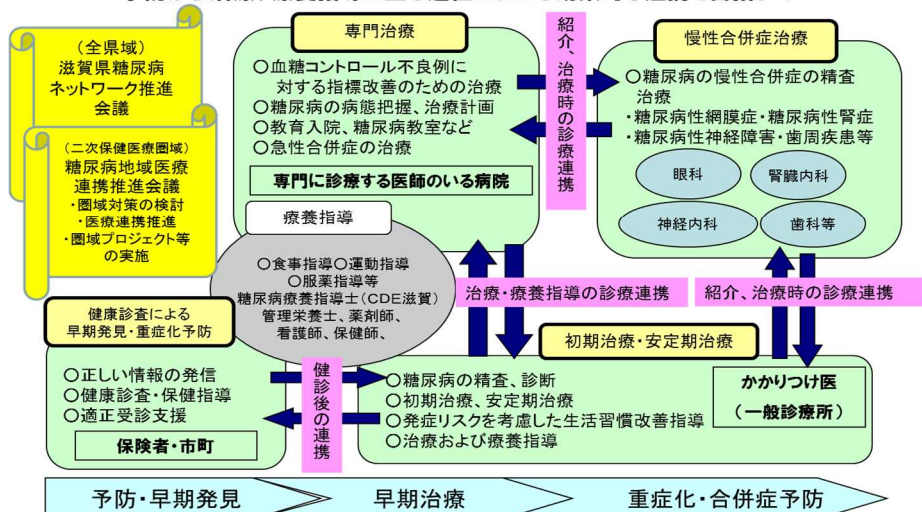 (全県域)
滋賀県糖尿病
ネットワーク推進
会議
(二次保健医療圏域)
糖尿病地域医療
連携推進会議
・圏域対策の検討
・医療連携推進
・圏域プロジェクト等
の実施
専門治療
○血糖コントロール不良例に
対する指標改善のための治療
○糖尿病の病態把握、治療計画
○教育入院、糖尿病教室など
○急性合併症の治療
専門に診療する医師のいる病院
紹介、治療時の診療連携
慢性合併症治療
○糖尿病の慢性合併症の精査
治療
・糖尿病性網膜症・糖尿病性腎症
・糖尿病性神経障害・歯周疾患等
眼科
腎臓内科
神経内科
歯科等
療養指導
○食事指導○運動指導
○服薬指導等
糖尿病療養指導士(CDE滋賀)
管理栄養士、薬剤師、
看護師、保健師、
治療・療養指導の診療連携
紹介、治療時の診療連携
健康診査による
早期発見・重症化予防
○正しい情報の発信
○健康診査・保健指導
○適正受診支援
保険者・市町
健診後の連携
初期治療・安定期治療
○糖尿病の精査、診断
○初期治療、安定期治療
○発症リスクを考慮した生活習慣改善指導
○治療および療養指導
かかりつけ医
(一般診療所)
予防・早期発見
早期治療
重症化・合併症予防